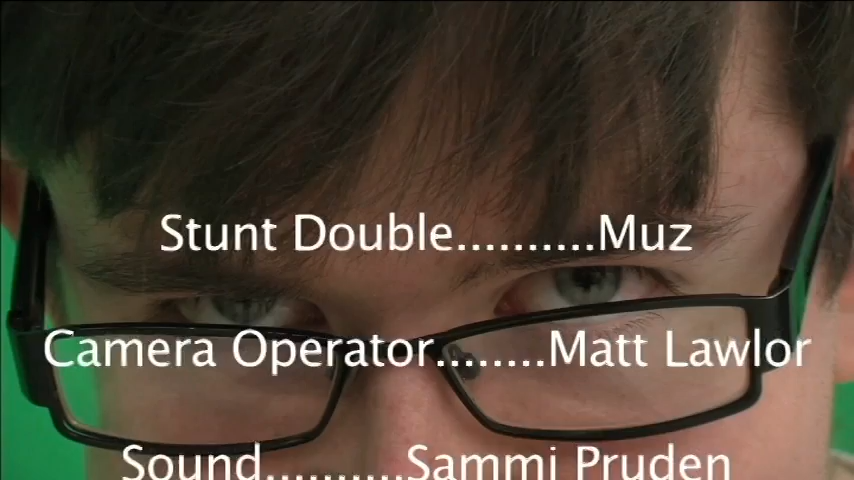 Stunt Double..........Muz
Camera Operator........Matt Lawlor
Sound..........Sammi Pruden